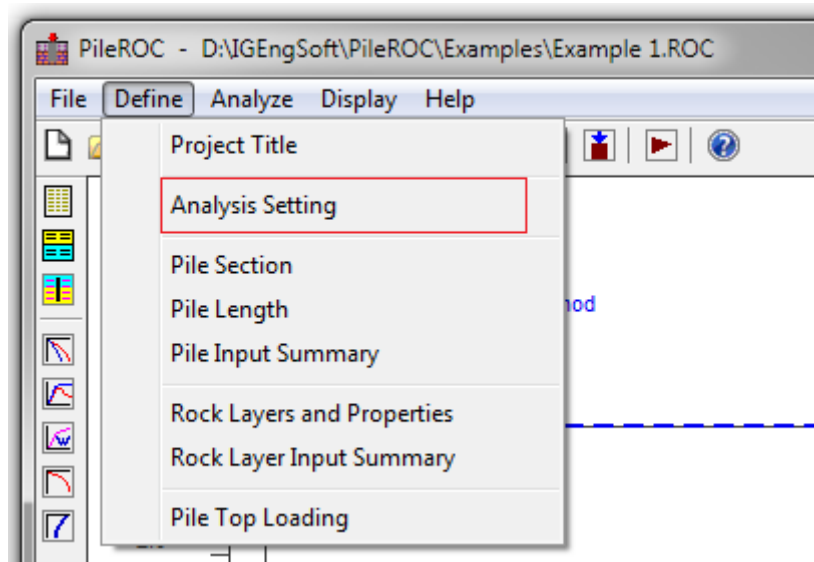 PileROC - D:\IGEngSoft\PileROC\Examples\Example 1.ROC
File Define Analyze Display Help
Project Title
Analysis Setting
Pile Section
Pile Length
Pile Input Summary
Rock Layers and Properties
Rock Layer Input Summary
Pile Top Loading